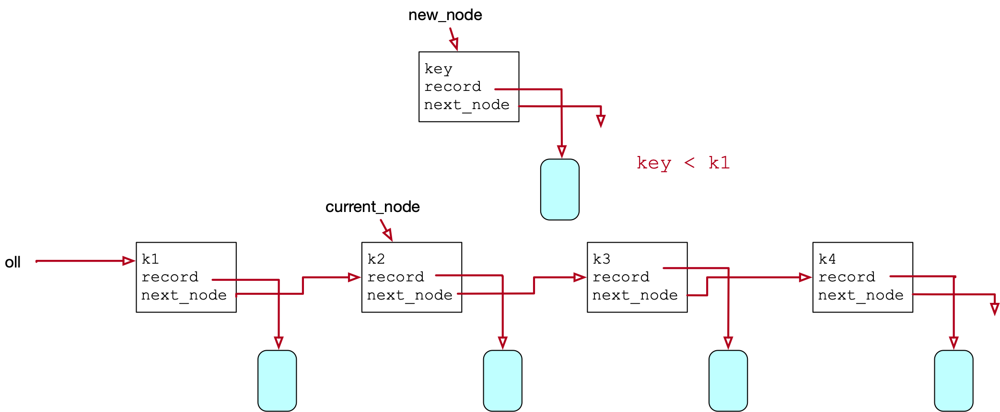 new_node
key
record
next_node
key < k1
current_node
oll
k1
record
next_node
k2
record
next_node
k3
record
next_node
k4
record
next_node